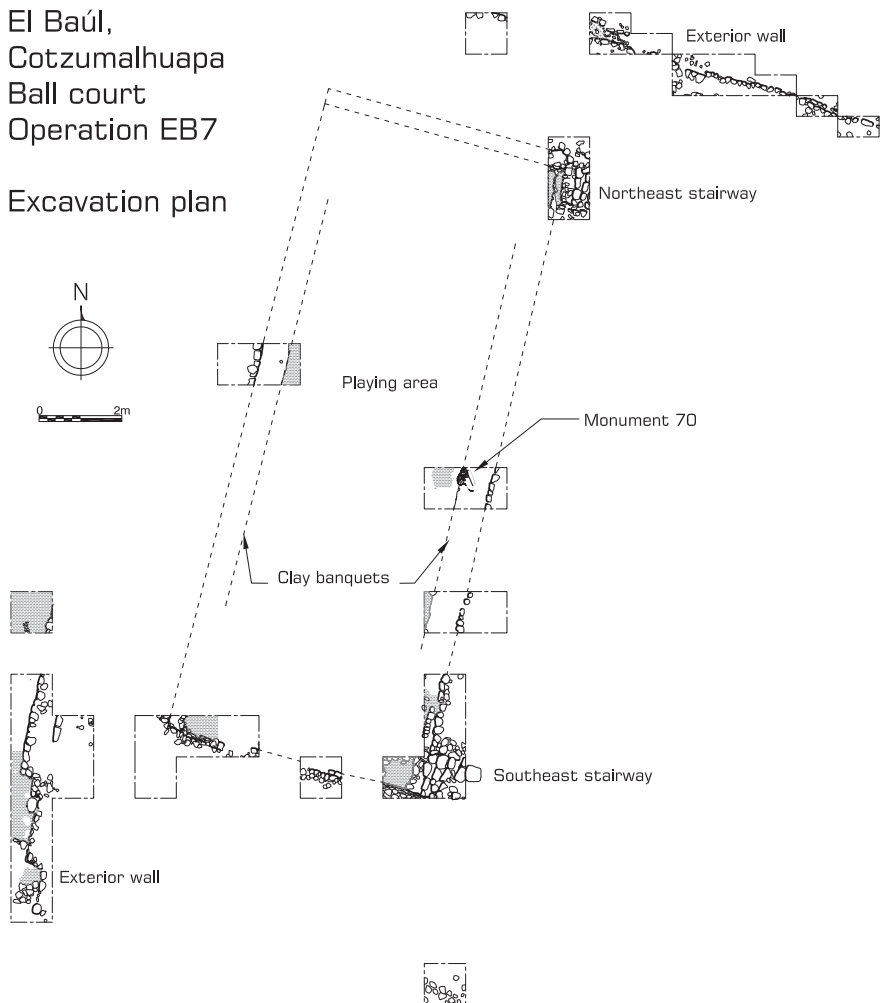 El Baúl,
Cotzumalhuapa
Ball court
Operation EB7
Excavation plan
Exterior wall
Northeast stairway
N
0 2m
Playing area
Monument 70
Clay banquets
Southeast stairway
Exterior wall